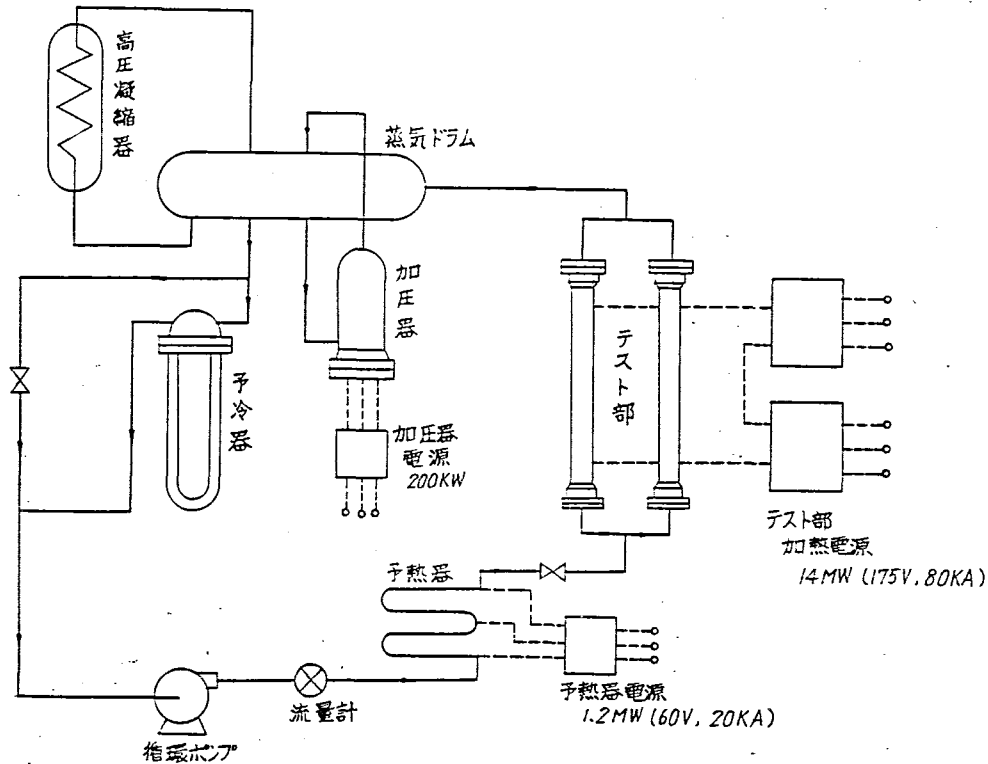 高圧凝縮器
蒸気ドラム
加圧器
予冷器
加圧器
電源
200KW
テスト部
テスト部
加熱電源
14MW (175V, 80KA)
予熱器
予熱器電源
1.2MW (60V, 20KA)
流量計
循環ポンプ